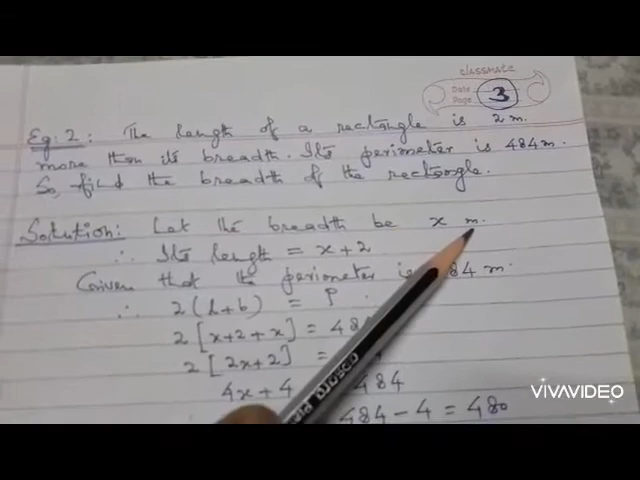 classmate
Date
Page 3
Eg: 2: The length of a rectangle is 2 m.
more than its breadth. Its perimeter is 484 m.
So, find the breadth of the rectangle.
Solution: Let the breadth be x m.
∴ Its length = x + 2
Given that the perimeter is 84 m.
∴ 2(l+b) = P.
2[x+2+x] = 484
2[2x+2] =
4x + 4 484
484 - 4 = 480
VIVAVIDEO